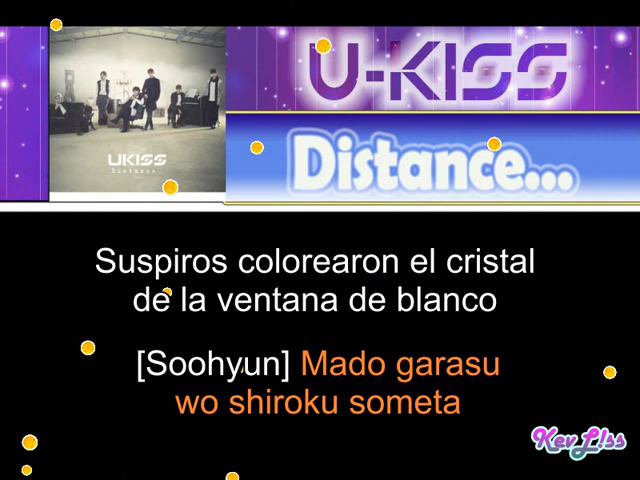 U-KISS
UKISS
Distance
Distance...
Suspiros colorearon el cristal
de la ventana de blanco
[Soohyun] Mado garasu
wo shiroku someta
KevL!ss